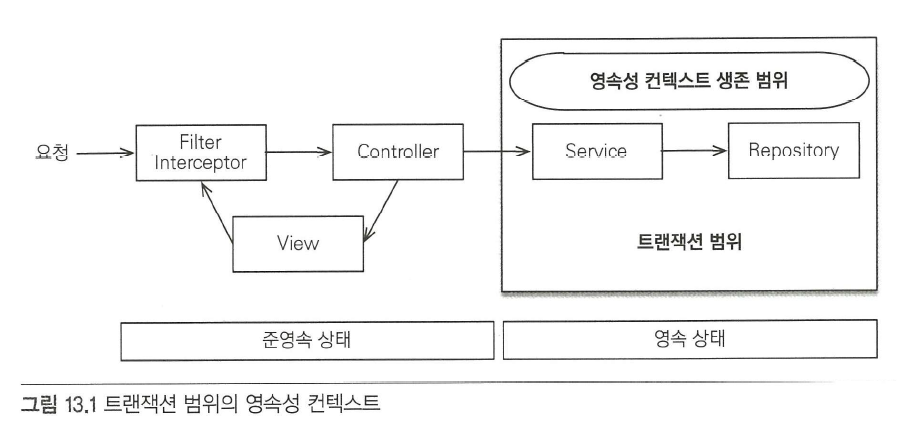 영속성 컨텍스트 생존 범위
요청
Filter
Interceptor
Controller
Service
Repository
View
트랜잭션 범위
준영속 상태
영속 상태
그림 13.1 트랜잭션 범위의 영속성 컨텍스트